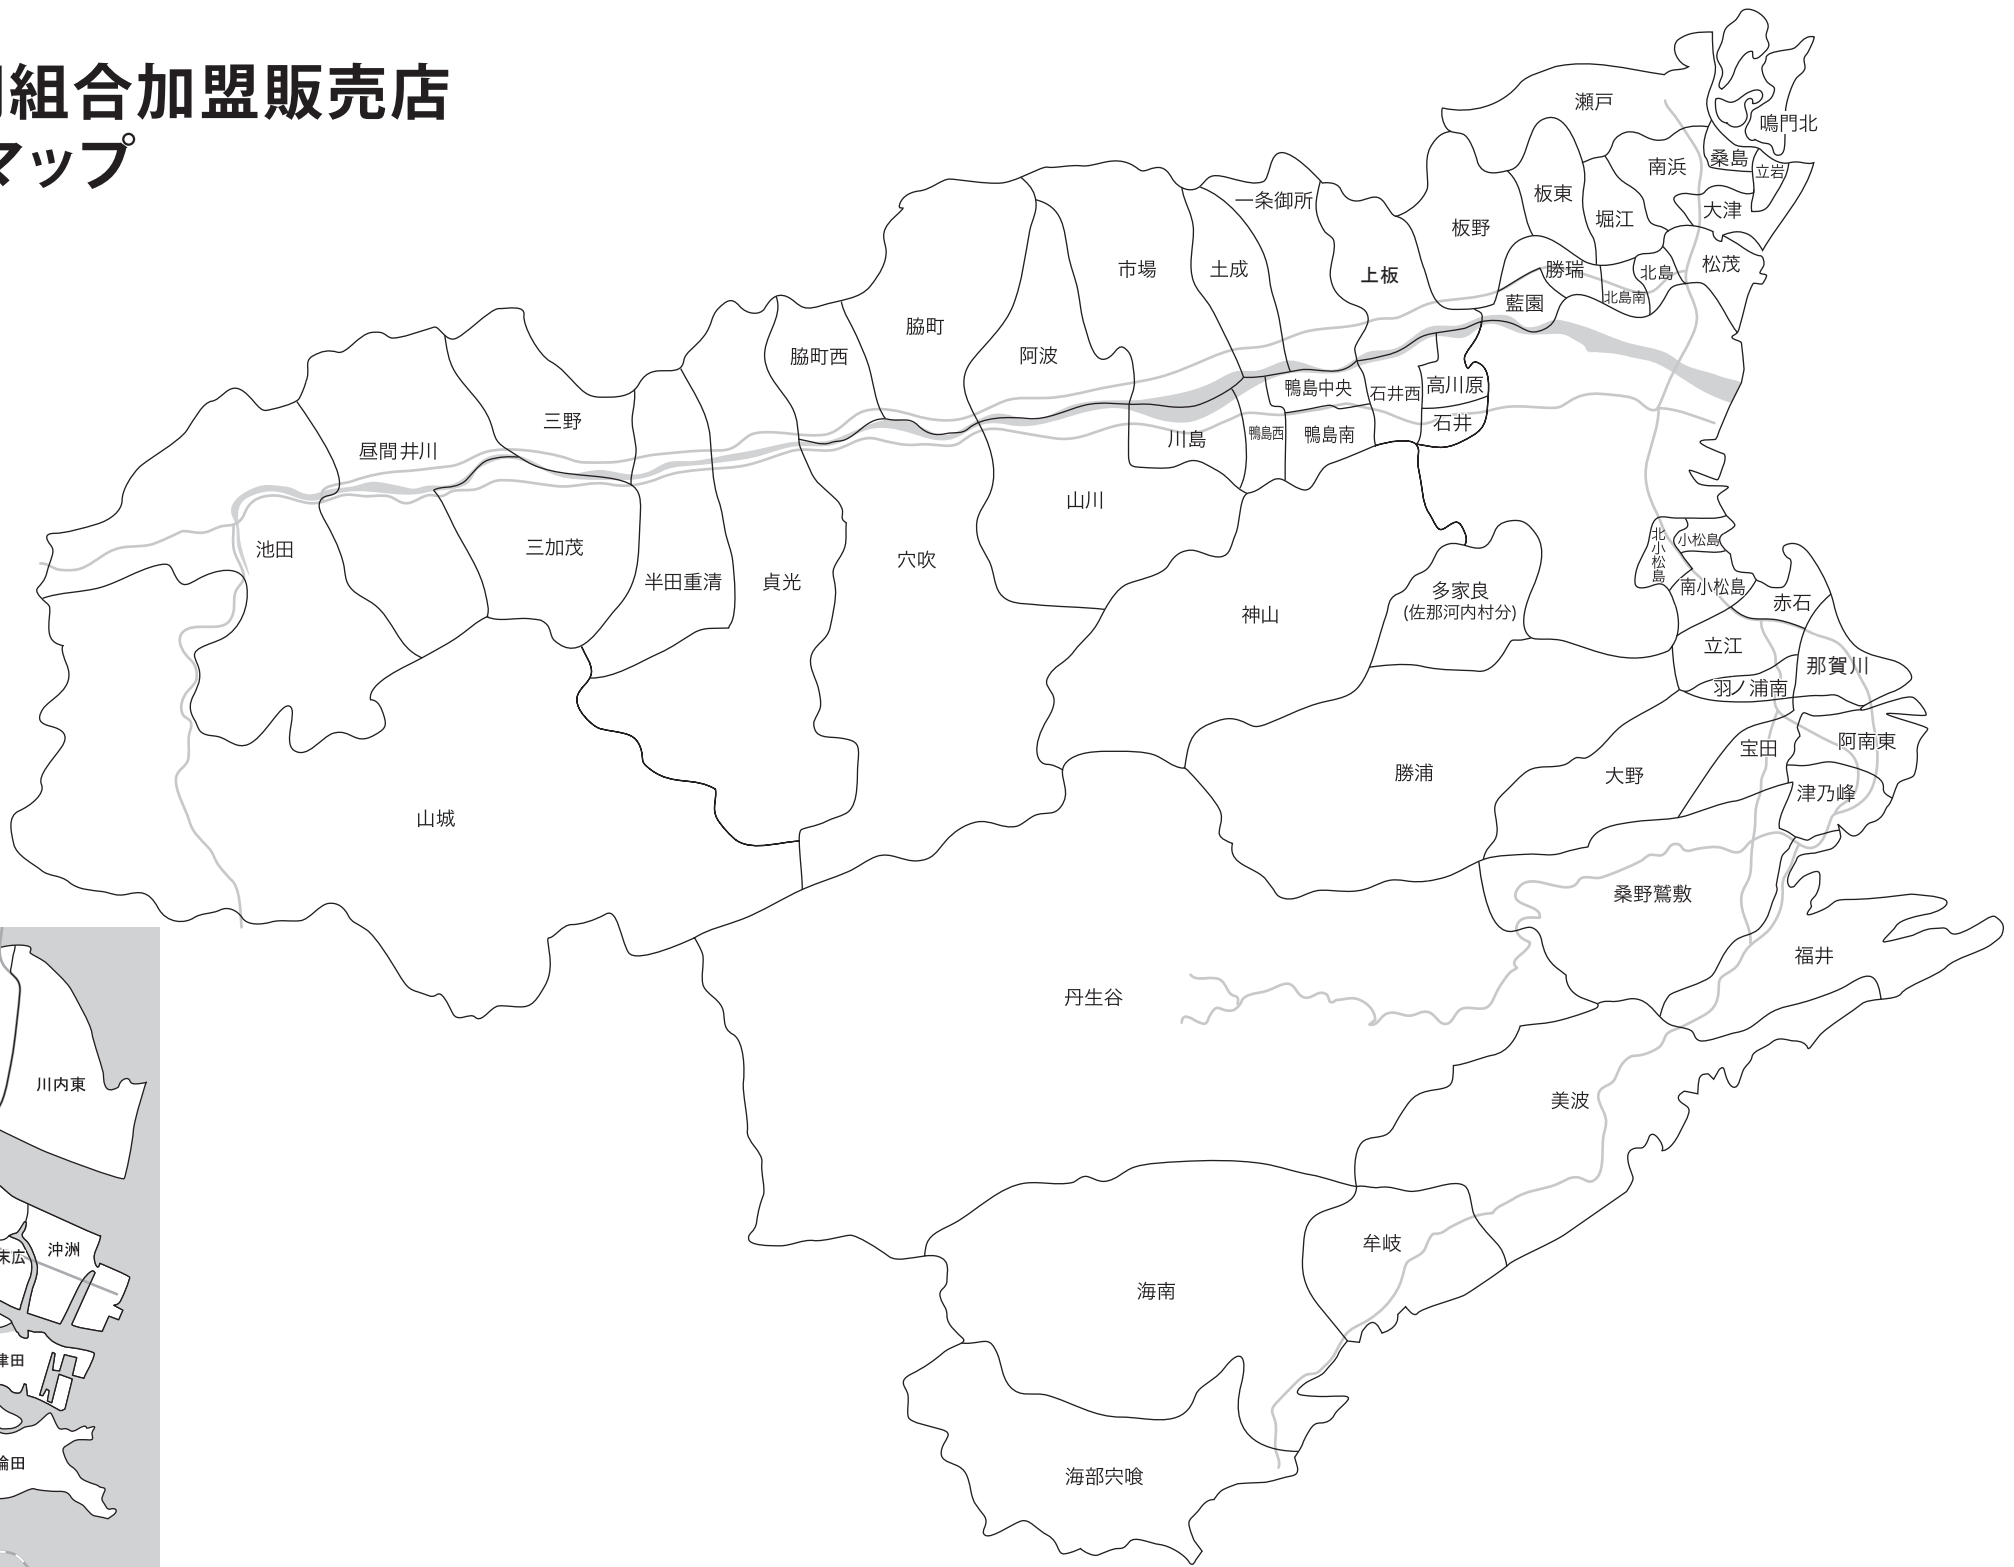 組合加盟販売店
マップ
瀬戸
鳴門北
南浜
桑島
立岩
板東
堀江
大津
板野
一条御所
松茂
市場
土成
上板
勝瑞
北島
北島南
藍園
脇町
脇町西
阿波
高川原
鴨島中央
石井西
石井
三野
昼間井川
川島
鴨島西
鴨島南
山川
池田
三加茂
半田重清
貞光
穴吹
北小松島
小松島
南小松島
赤石
神山
多家良
(佐那河内村分)
立江
那賀川
羽ノ浦南
阿南東
宝田
勝浦
大野
津乃峰
山城
桑野鷲敷
福井
丹生谷
美波
川内東
牟岐
沖洲
末広
海南
津田
海部宍喰